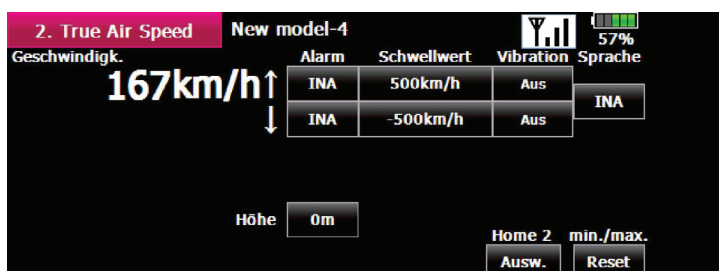 2. True Air Speed New model-4 57%
Geschwindigk. Alarm Schwellwert Vibration Sprache
167km/h↑ INA 500km/h Aus INA
↓ INA -500km/h Aus
Höhe 0m
Home 2 min./max.
Ausw. Reset